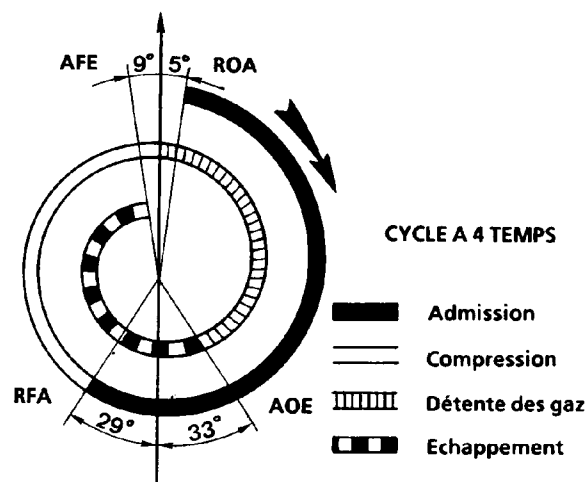 AFE 9° 5° ROA
CYCLE A 4 TEMPS
Admission
Compression
RFA AOE Détente des gaz
29° 33° Echappement